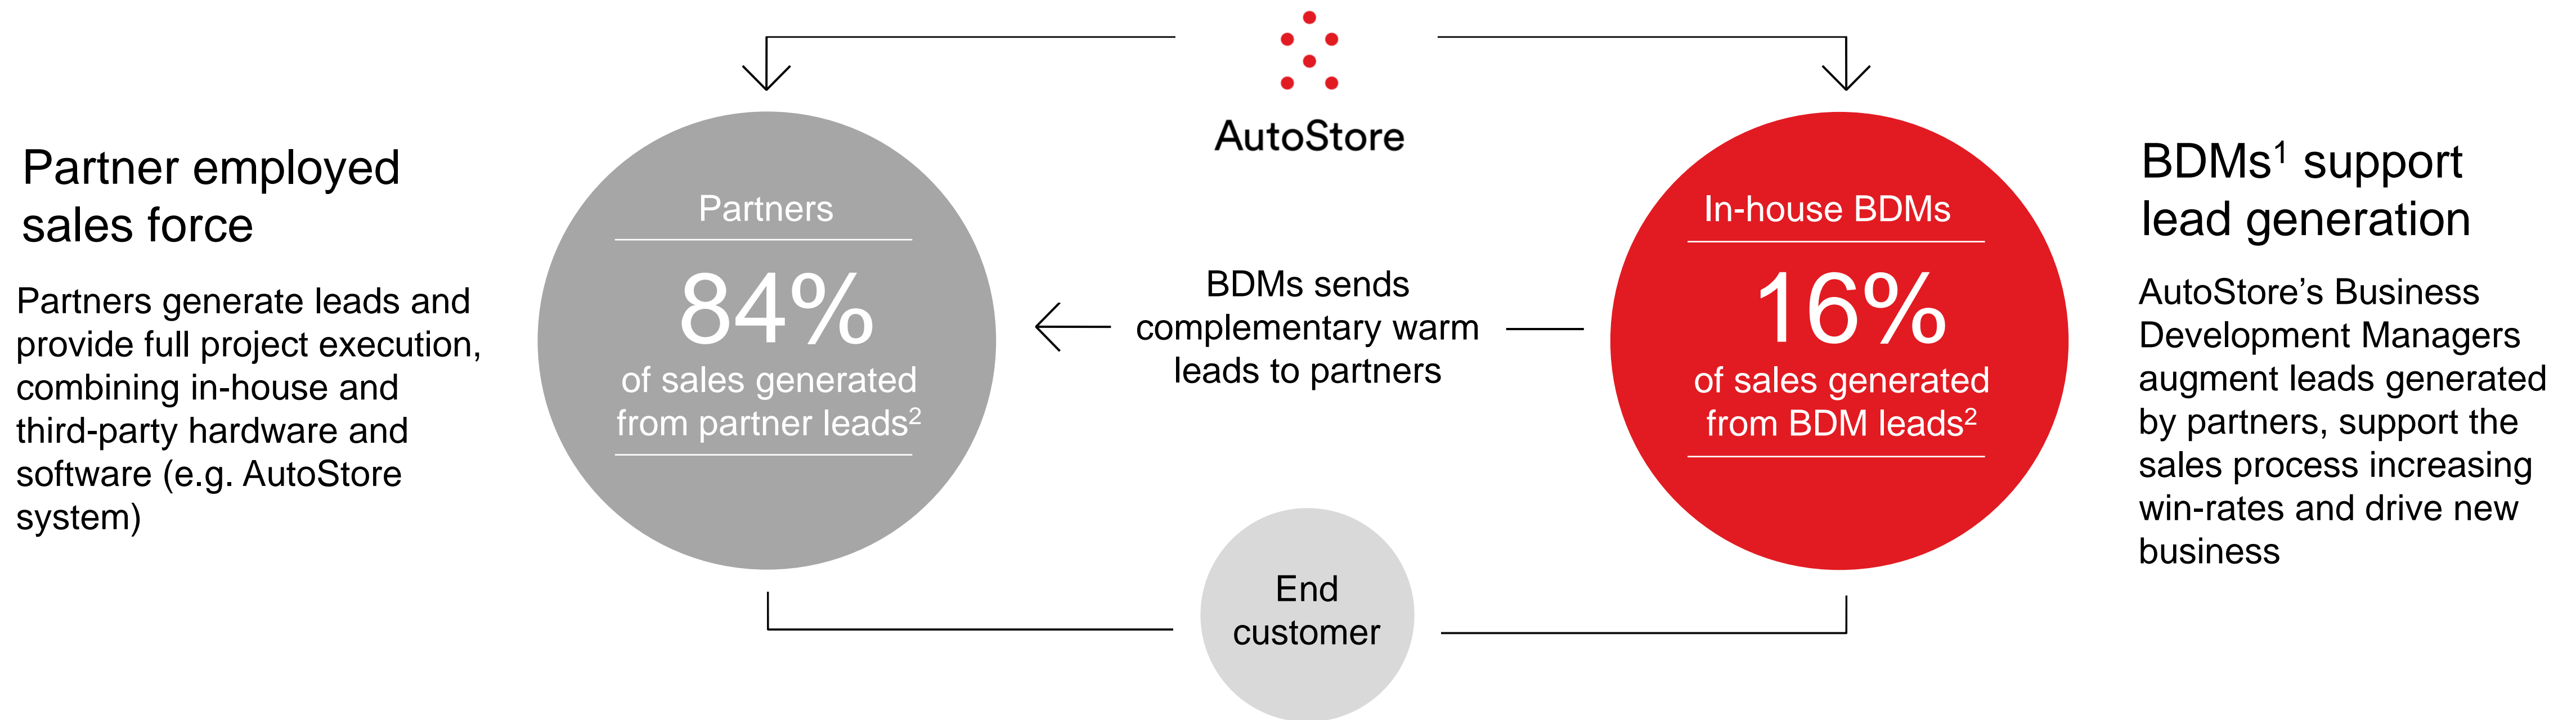 AutoStore
Partner employed
sales force
Partners generate leads and
provide full project execution,
combining in-house and
third-party hardware and
software (e.g. AutoStore
system)
Partners
84%
of sales generated
from partner leads²
BDMs sends
complementary warm
leads to partners
In-house BDMs
16%
of sales generated
from BDM leads²
BDMs¹ support
lead generation
AutoStore’s Business
Development Managers
augment leads generated
by partners, support the
sales process increasing
win-rates and drive new
business
End
customer